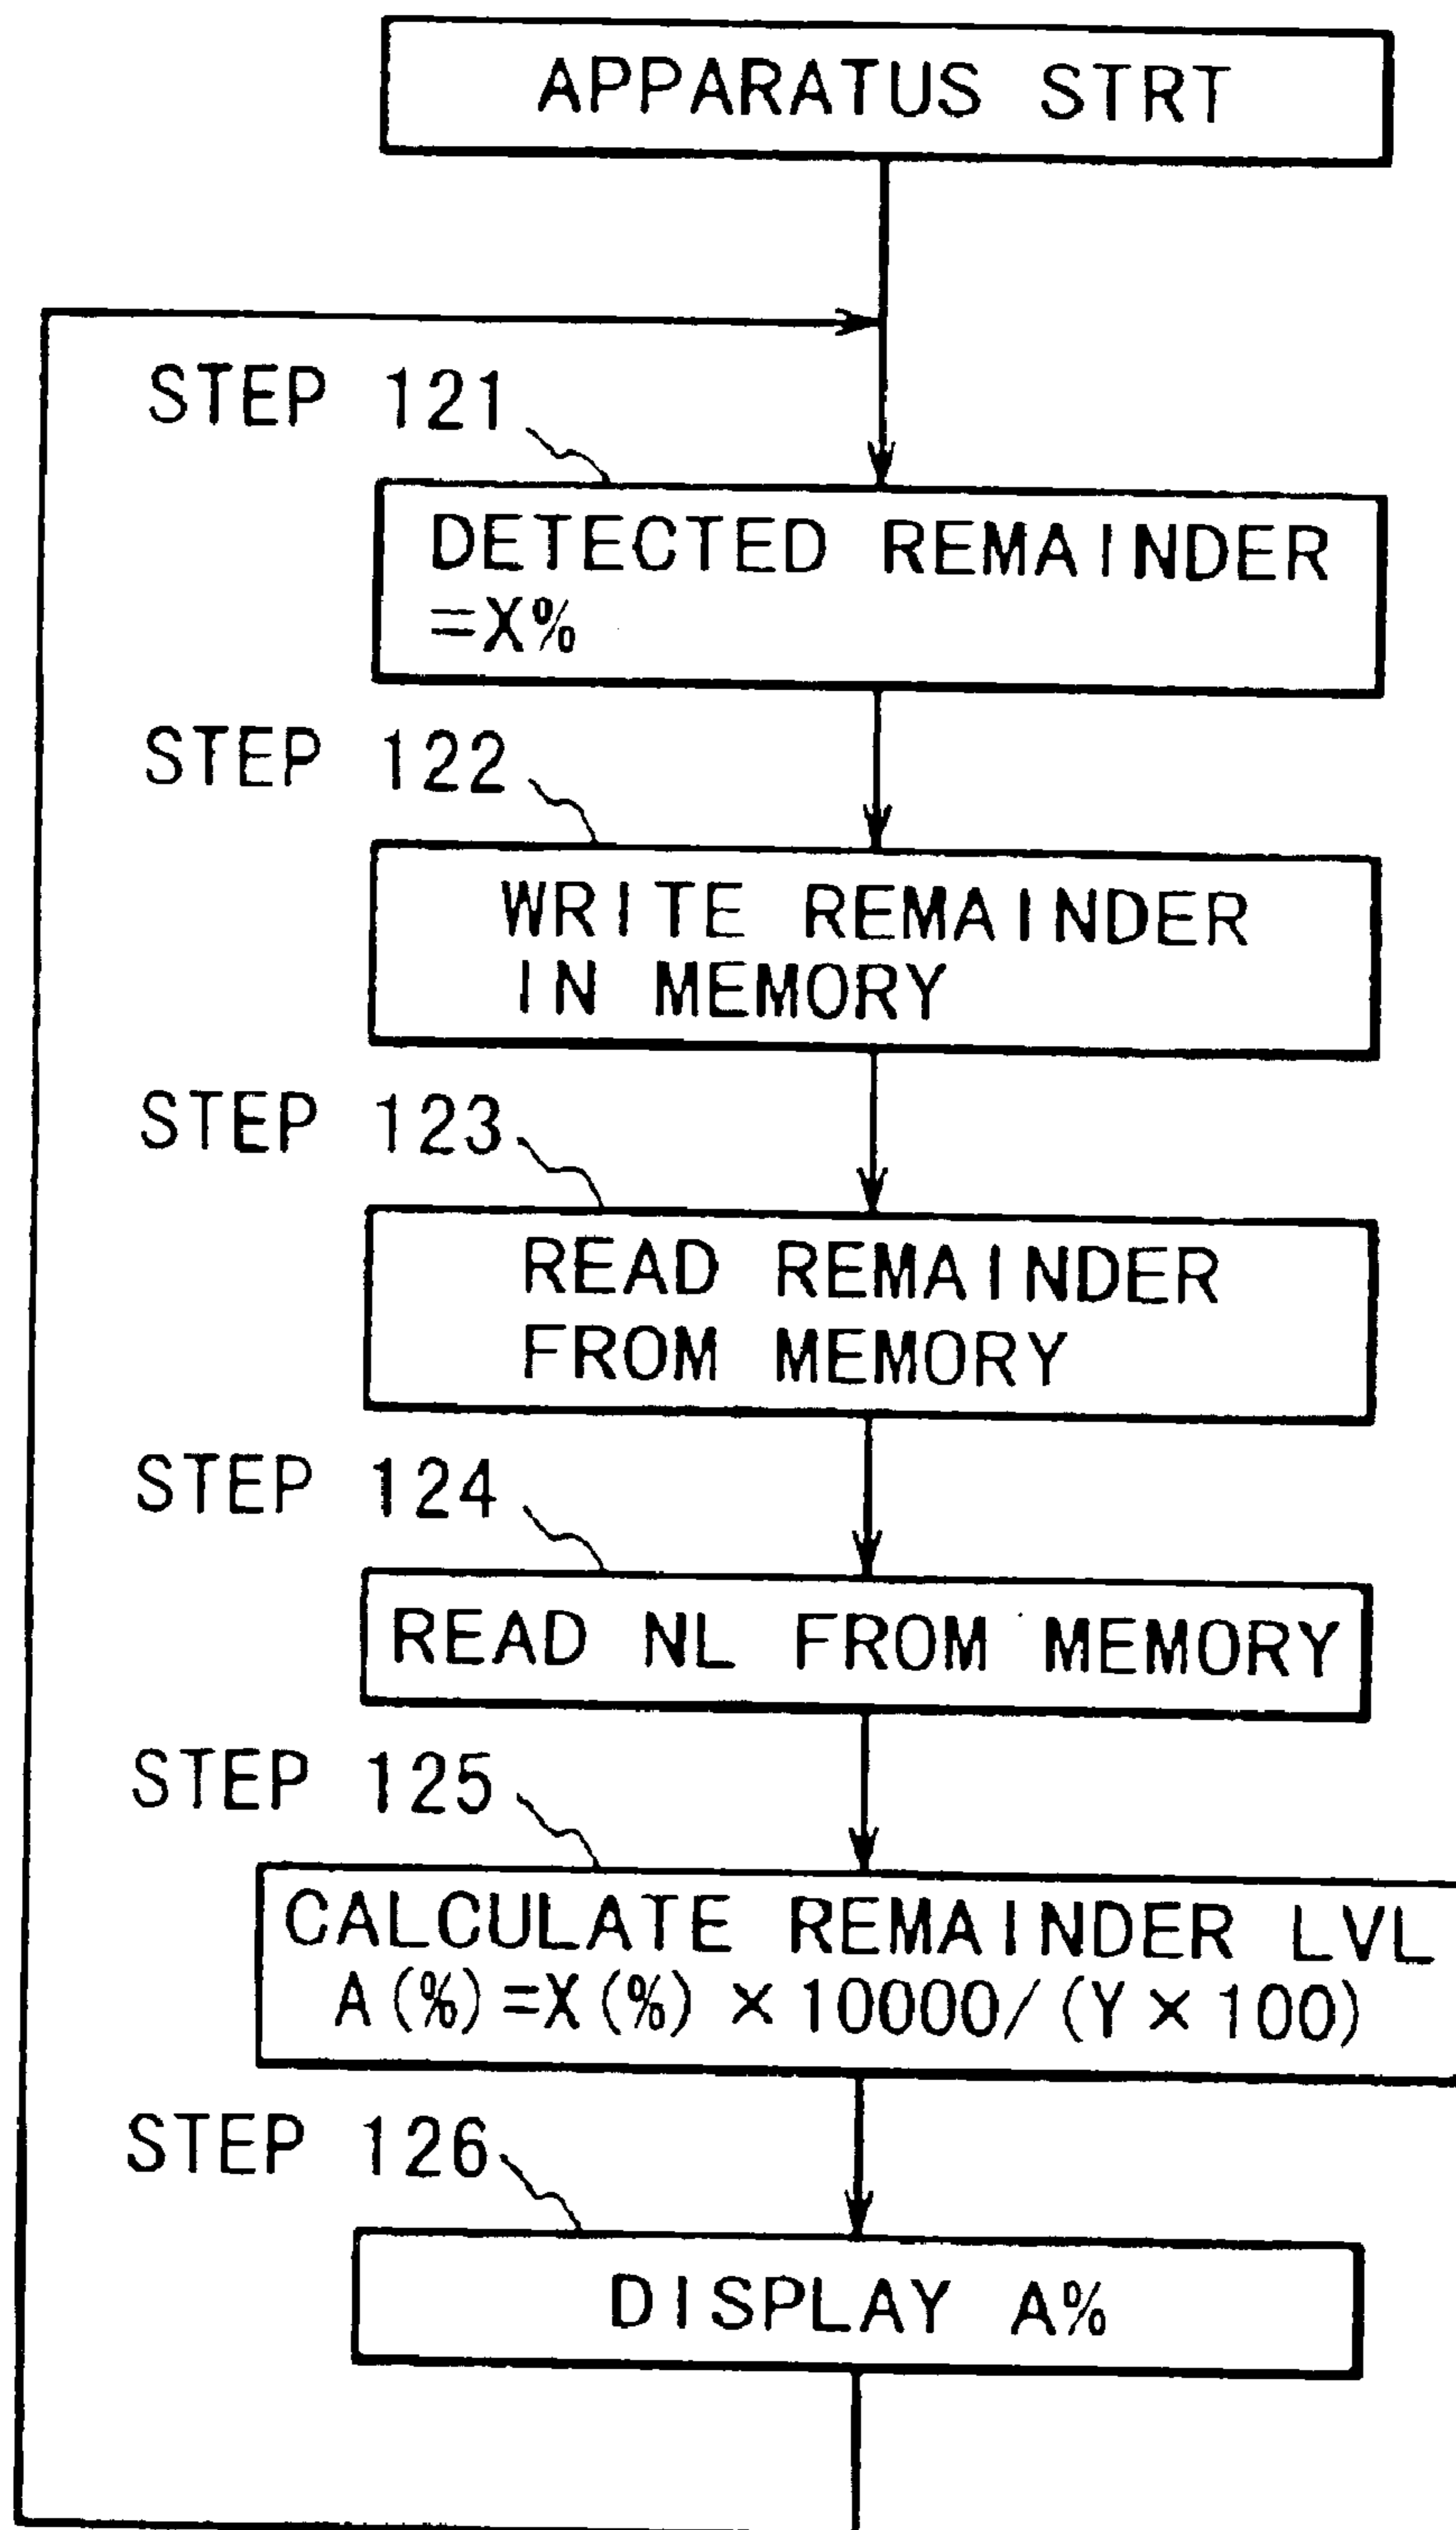 APPARATUS STRT
STEP 121
DETECTED REMAINDER
=X%
STEP 122
WRITE REMAINDER
IN MEMORY
STEP 123
READ REMAINDER
FROM MEMORY
STEP 124
READ NL FROM MEMORY
STEP 125
CALCULATE REMAINDER LVL
A(%)=X(%)×10000/(Y×100)
STEP 126
DISPLAY A%